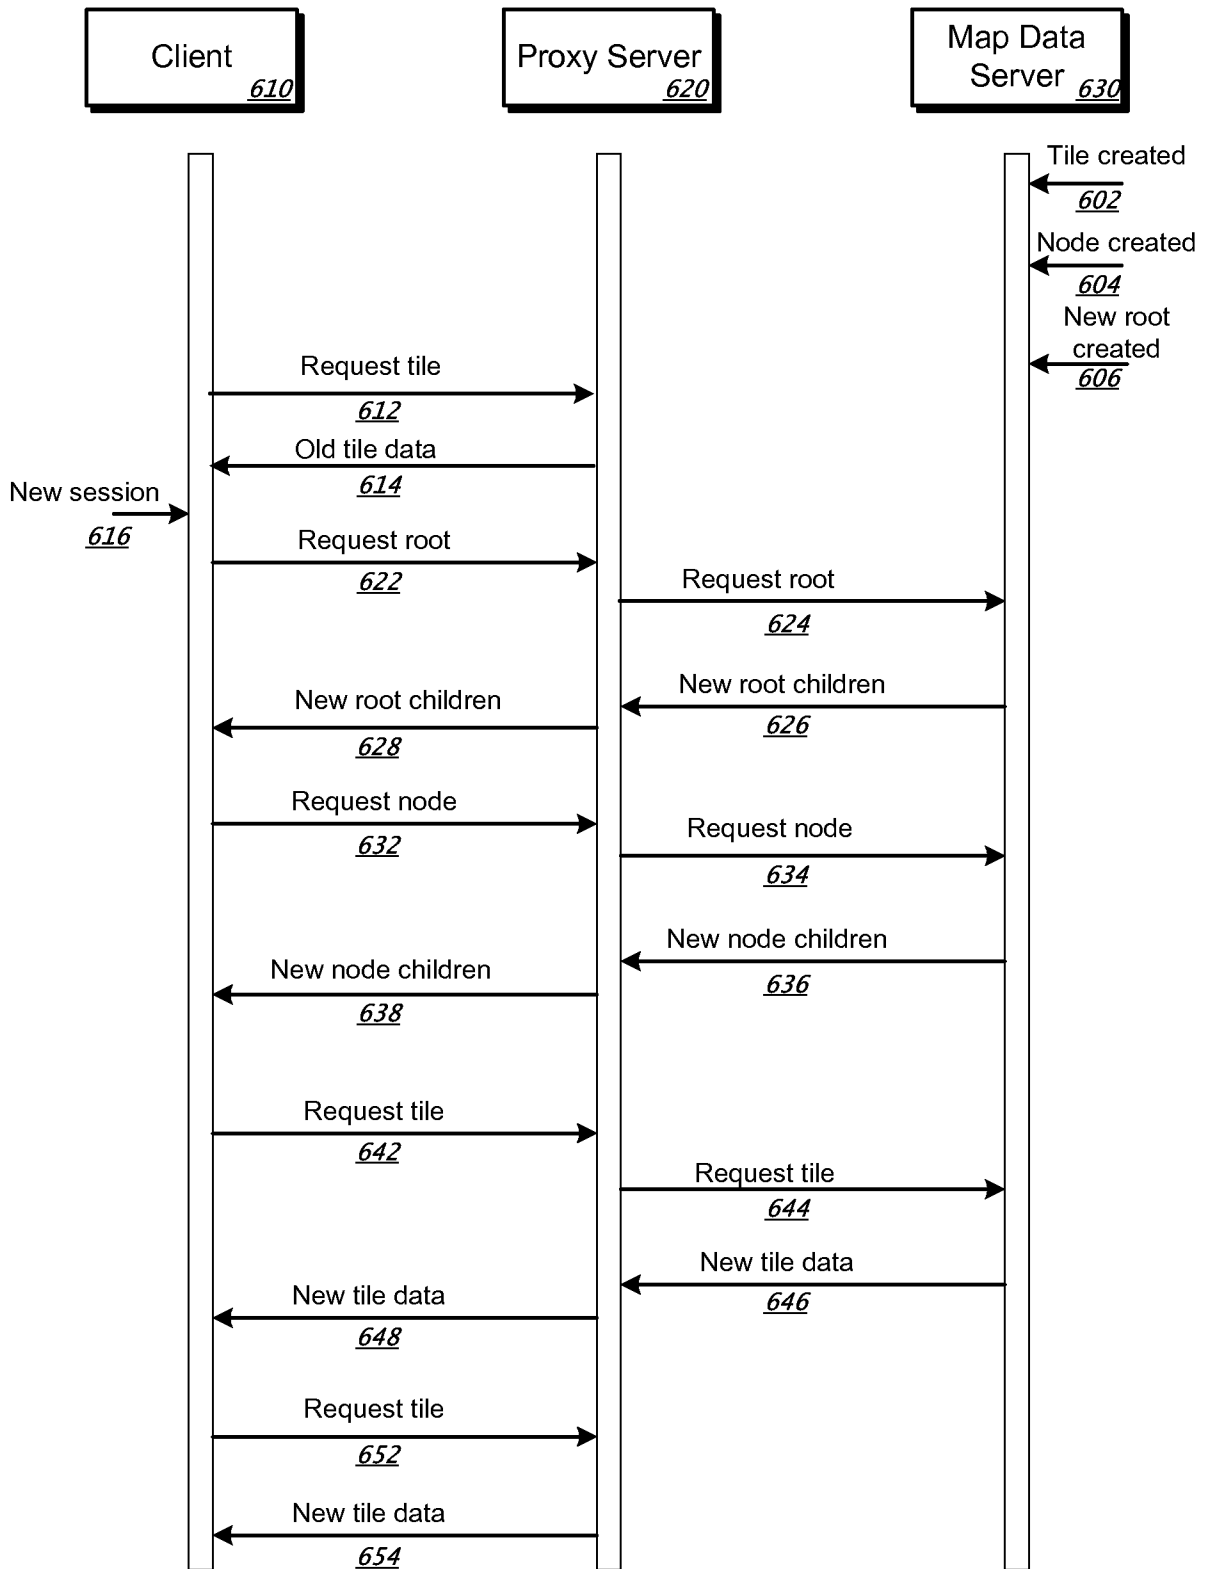 Client
610
Proxy Server
620
Map Data
Server
630
Tile created
602
Node created
604
New root
created
606
Request tile
612
Old tile data
614
New session
616
Request root
622
Request root
624
New root children
626
New root children
628
Request node
632
Request node
634
New node children
636
New node children
638
Request tile
642
Request tile
644
New tile data
646
New tile data
648
Request tile
652
New tile data
654